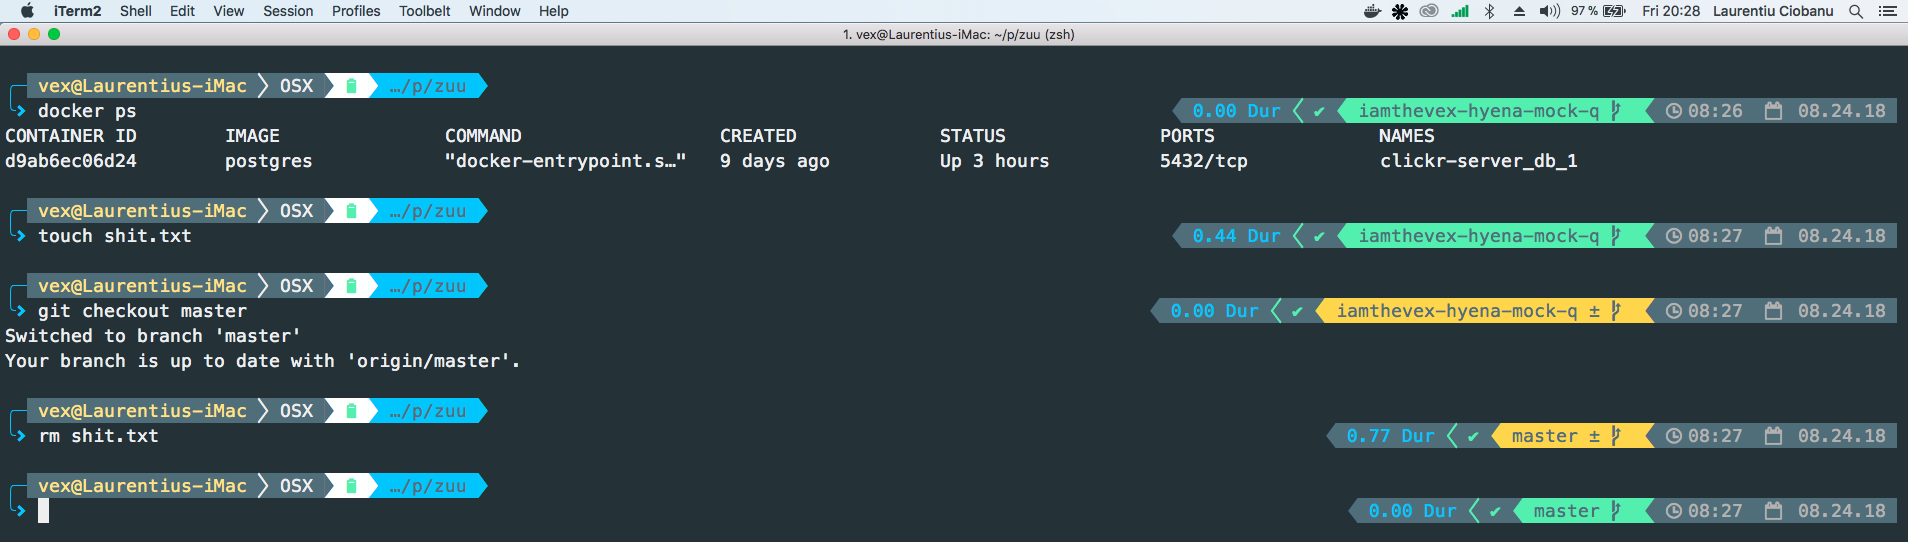 iTerm2 Shell Edit View Session Profiles Toolbelt Window Help 97 % Fri 20:28 Laurentiu Ciobanu
1. vex@Laurentius-iMac: ~/p/zuu (zsh)
vex@Laurentius-iMac OSX …/p/zuu
docker ps 0.00 Dur ✔ iamthevex-hyena-mock-q 08:26 08.24.18
CONTAINER ID IMAGE COMMAND CREATED STATUS PORTS NAMES
d9ab6ec06d24 postgres "docker-entrypoint.s…" 9 days ago Up 3 hours 5432/tcp clickr-server_db_1
vex@Laurentius-iMac OSX …/p/zuu
touch shit.txt 0.44 Dur ✔ iamthevex-hyena-mock-q 08:27 08.24.18
vex@Laurentius-iMac OSX …/p/zuu
git checkout master 0.00 Dur ✔ iamthevex-hyena-mock-q ± 08:27 08.24.18
Switched to branch 'master'
Your branch is up to date with 'origin/master'.
vex@Laurentius-iMac OSX …/p/zuu
rm shit.txt 0.77 Dur ✔ master ± 08:27 08.24.18
vex@Laurentius-iMac OSX …/p/zuu
0.00 Dur ✔ master 08:27 08.24.18